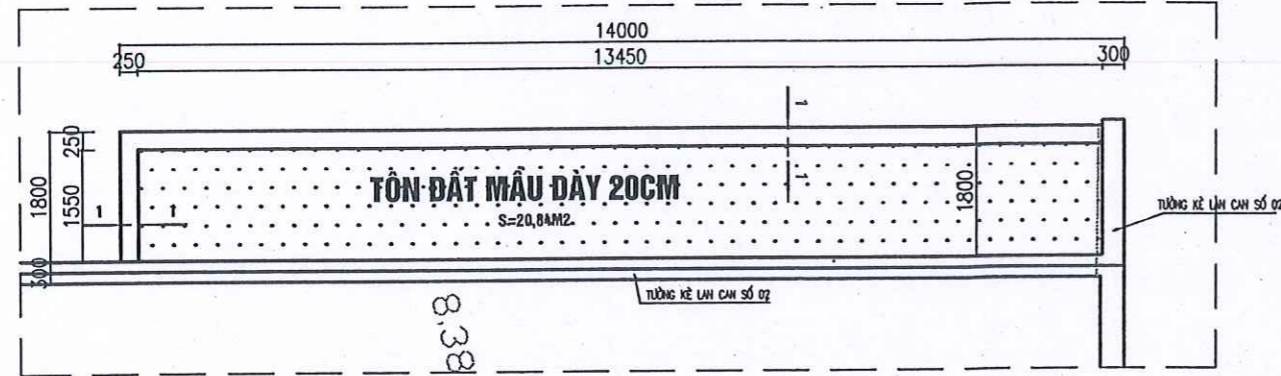 14000
250 13450 300
250
1800 1550
300
1 1
1
1
1800
TÔN ĐẤT MẦU DÀY 20CM
S=20,84M2
TƯỜNG KÈ LAN CAN SỐ 02
TƯỜNG KÈ LAN CAN SỐ 02
8.38